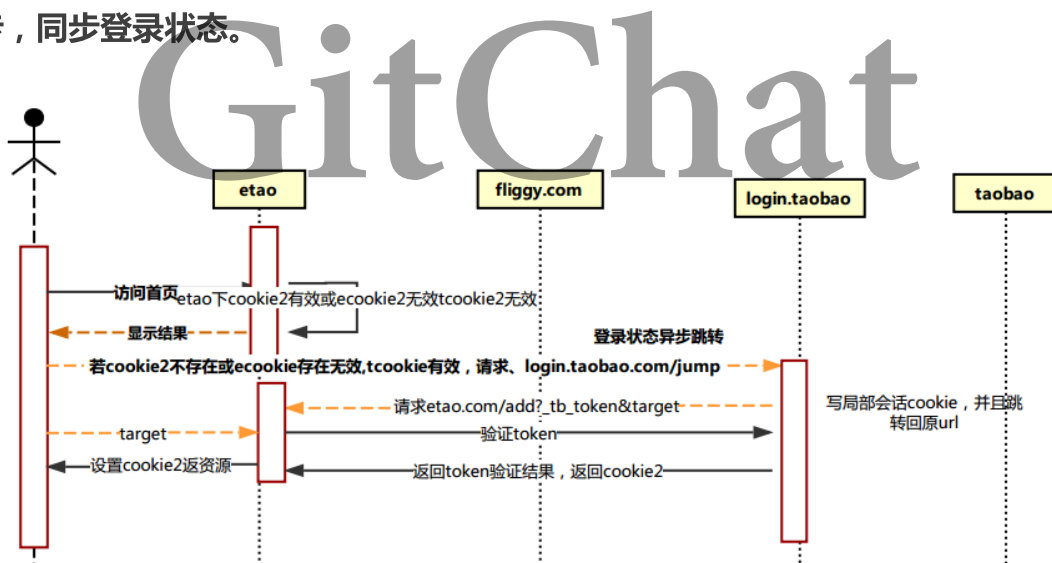 ，同步登录状态。
GitChat
etao
fliggy.com
login.taobao
taobao
访问首页
etao下cookie2有效或ecookie2无效tcookie2无效
显示结果
登录状态异步跳转
若cookie2不存在或ecookie存在无效,tcookie有效，请求、login.taobao.com/jump
请求etao.com/add?_tb_token&target
写局部会话cookie，并且跳
转回原url
target
验证token
设置cookie2返资源
返回token验证结果，返回cookie2